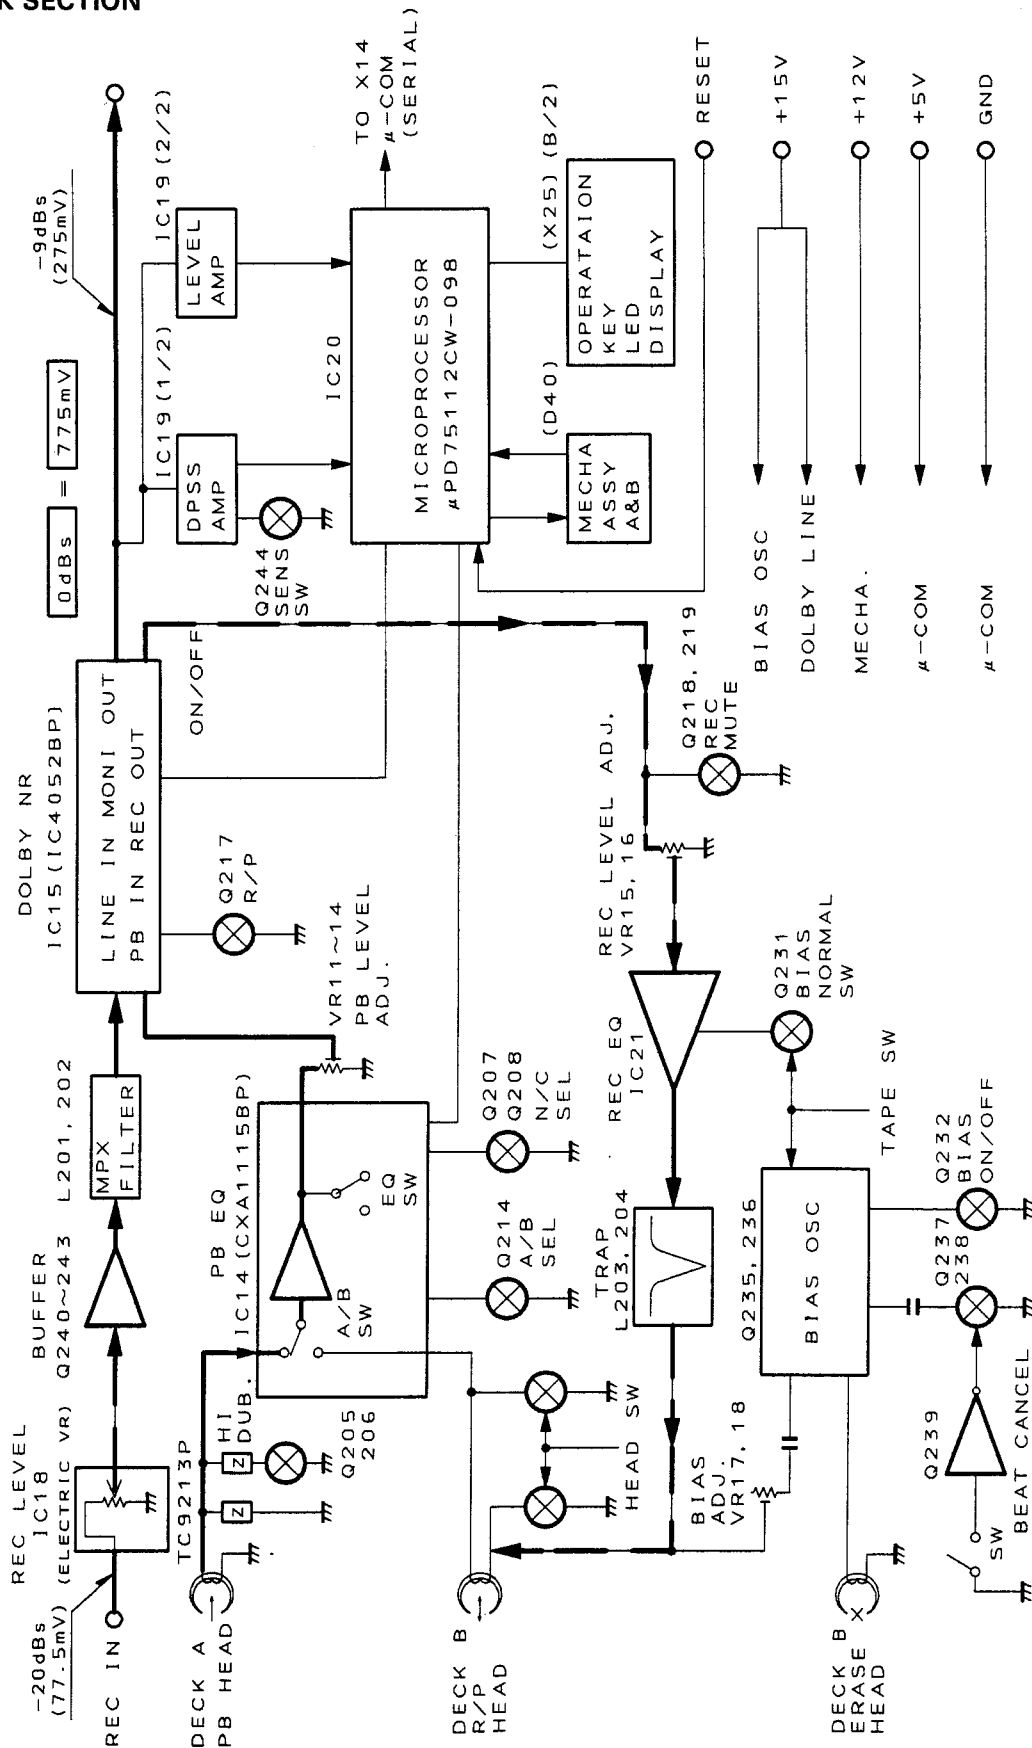 K SECTION
REC LEVEL
IC18
(ELECTRIC VR)
-20dBs
(77.5mV)
REC IN
TC9213P
BUFFER
Q240~243
L201, 202
MPX
FILTER
DOLBY NR
IC15(IC4052BP)
LINE IN MONI OUT
PB IN REC OUT
0dBs = 775mV
-9dBs
(275mV)
Q217
R/P
ON/OFF
IC19(1/2)
DPSS
AMP
IC19(2/2)
LEVEL
AMP
Q244
SENS
SW
IC20
MICROPROCESSOR
μPD75112CW-098
TO X14
μ-COM
(SERIAL)
(D40)
MECHA
ASSY
A&B
(X25) (B/2)
OPERATAION
KEY
LED
DISPLAY
DECK A
PB HEAD
HI
DUB.
Q205
206
PB EQ
IC14(CXA1115BP)
A/B
SW
EQ
SW
VR11~14
PB LEVEL
ADJ.
Q214
A/B
SEL
Q207
Q208
N/C
SEL
DECK B
R/P
HEAD
HEAD SW
TRAP
L203, 204
REC EQ
IC21
REC LEVEL ADJ.
VR15, 16
Q218, 219
REC
MUTE
BIAS
ADJ.
VR17, 18
Q235, 236
BIAS OSC
Q231
BIAS
NORMAL
SW
TAPE SW
Q232
BIAS
ON/OFF
Q237
238
Q239
SW
BEAT CANCEL
DECK B
ERASE
HEAD
RESET
BIAS OSC
DOLBY LINE
+15V
MECHA.
+12V
μ-COM
+5V
μ-COM
GND
Z
Z